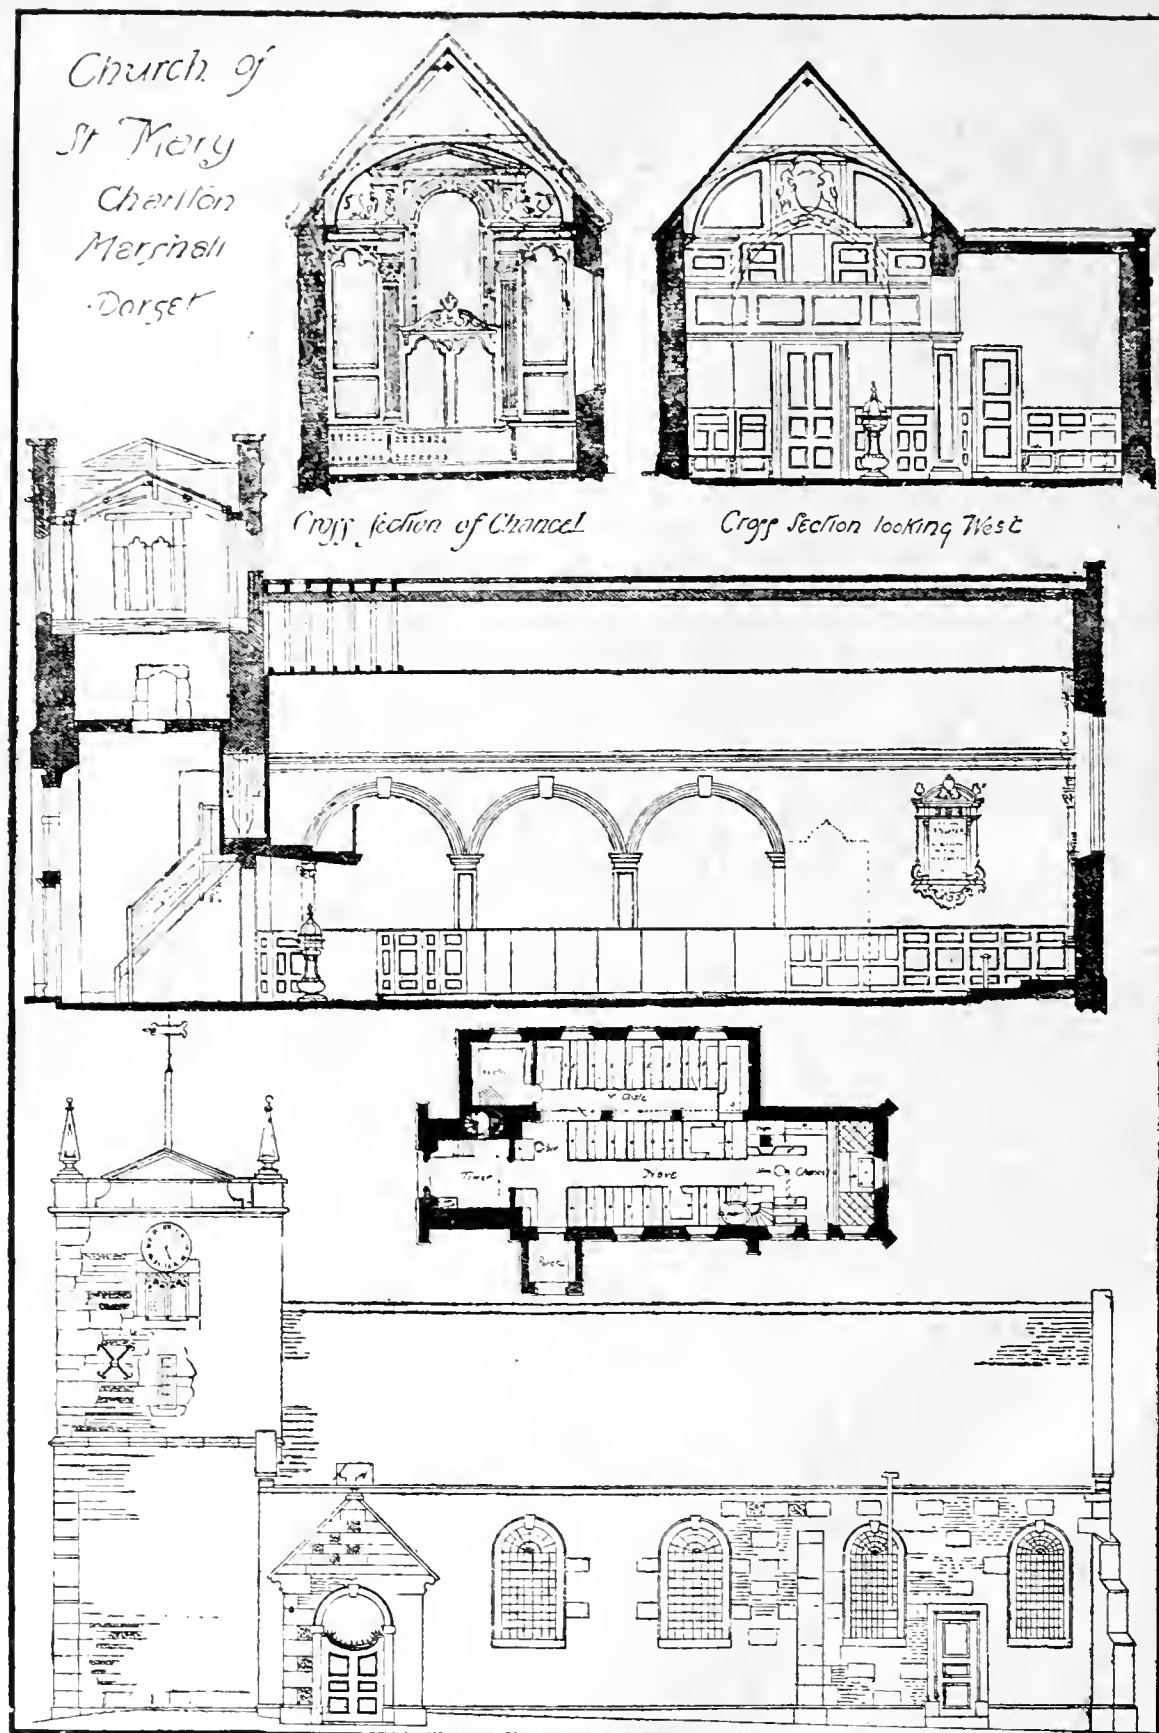 Church of
St Mary
Charlton
Marshall
Dorset
Cross section of Chancel
Cross Section looking West
Aisle
Tower
Nave
Chancel
Porch